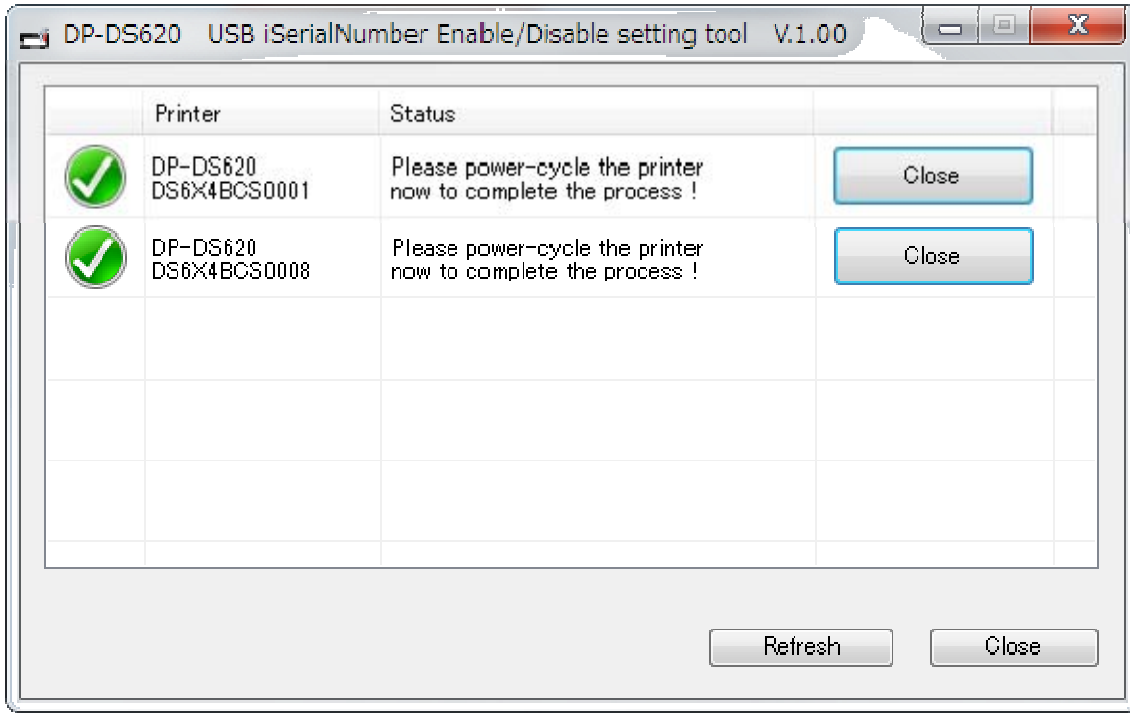 DP-DS620 USB iSerialNumber Enable/Disable setting tool V.1.00
Printer Status
DP-DS620
DS6X4BCS0001
Please power-cycle the printer
now to complete the process !
Close
DP-DS620
DS6X4BCS0008
Please power-cycle the printer
now to complete the process !
Close
Refresh Close